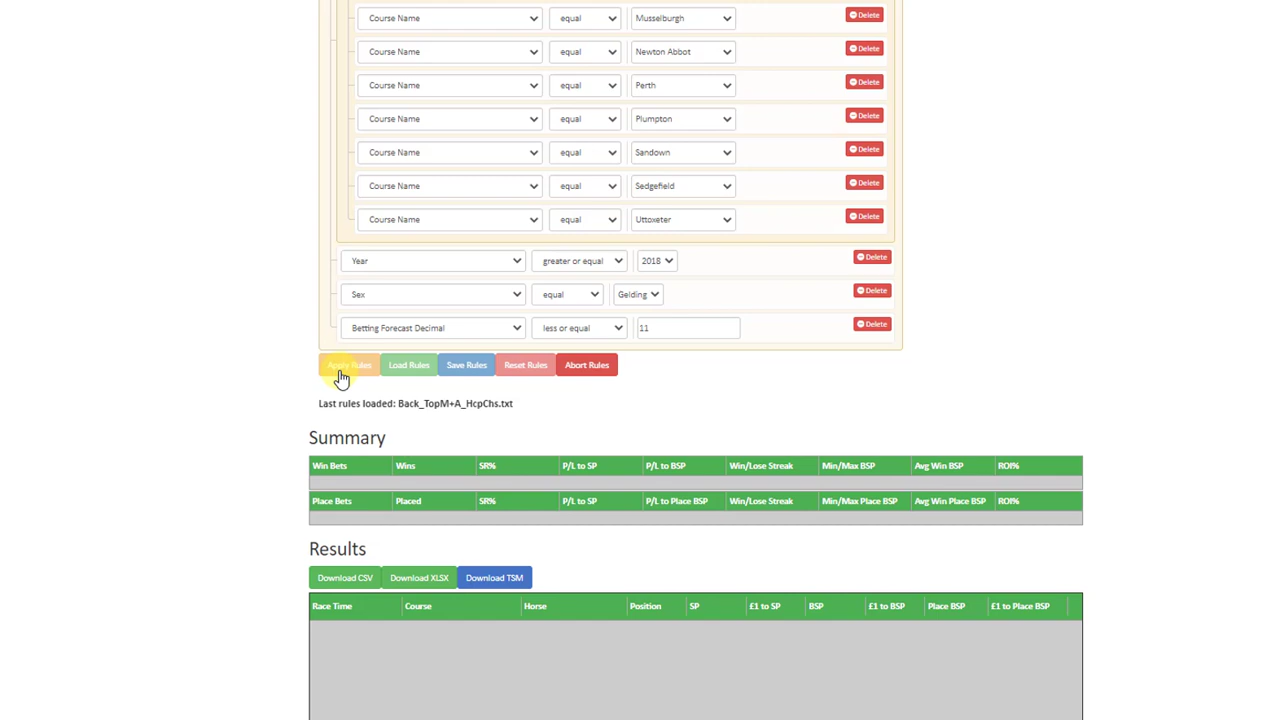 Course Name equal Musselburgh Delete
Course Name equal Newton Abbot Delete
Course Name equal Perth Delete
Course Name equal Plumpton Delete
Course Name equal Sandown Delete
Course Name equal Sedgefield Delete
Course Name equal Uttoxeter Delete
Year greater or equal 2018 Delete
Sex equal Gelding Delete
Betting Forecast Decimal less or equal 11 Delete
Apply Rules Load Rules Save Rules Reset Rules Abort Rules
Last rules loaded: Back_TopM+A_HcpChs.txt
Summary
Win Bets Wins SR% P/L to SP P/L to BSP Win/Lose Streak Min/Max BSP Avg Win BSP ROI%
Place Bets Placed SR% P/L to SP P/L to Place BSP Win/Lose Streak Min/Max Place BSP Avg Win Place BSP ROI%
Results
Download CSV Download XLSX Download TSM
Race Time Course Horse Position SP £1 to SP BSP £1 to BSP Place BSP £1 to Place BSP